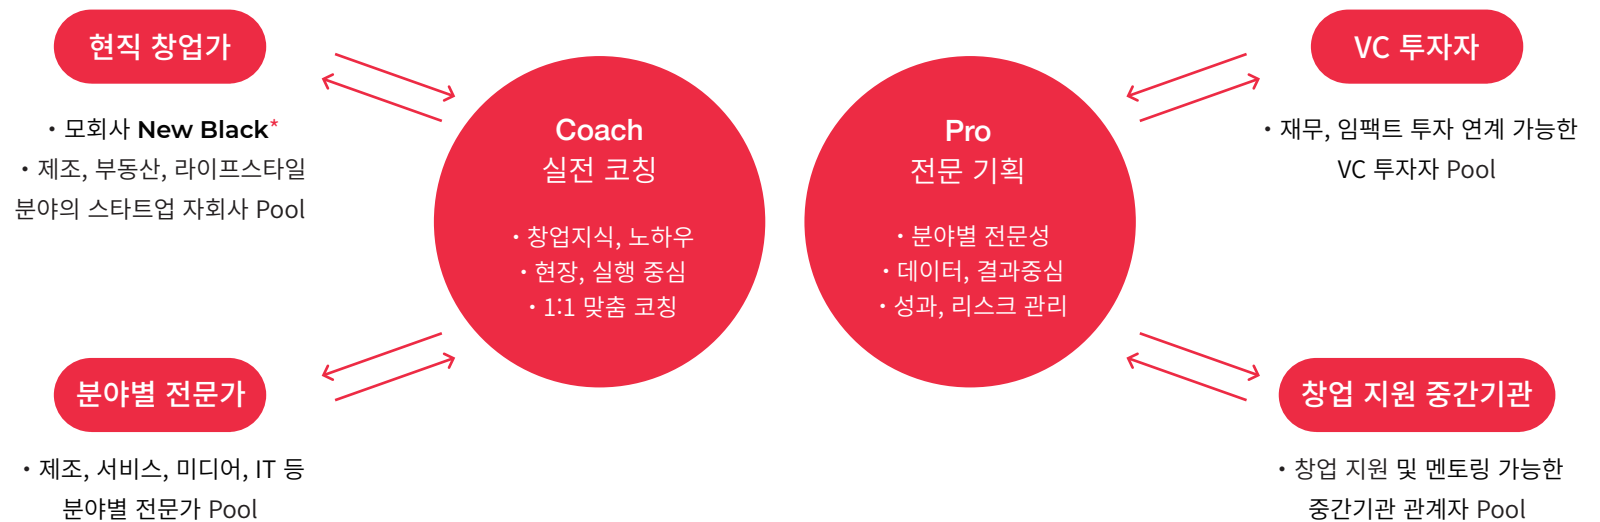 현직 창업가
• 모회사 New Black*
• 제조, 부동산, 라이프스타일
분야의 스타트업 자회사 Pool
분야별 전문가
• 제조, 서비스, 미디어, IT 등
분야별 전문가 Pool
Coach
실전 코칭
• 창업지식, 노하우
• 현장, 실행 중심
• 1:1 맞춤 코칭
Pro
전문 기획
• 분야별 전문성
• 데이터, 결과중심
• 성과, 리스크 관리
VC 투자자
• 재무, 임팩트 투자 연계 가능한
VC 투자자 Pool
창업 지원 중간기관
• 창업 지원 및 멘토링 가능한
중간기관 관계자 Pool